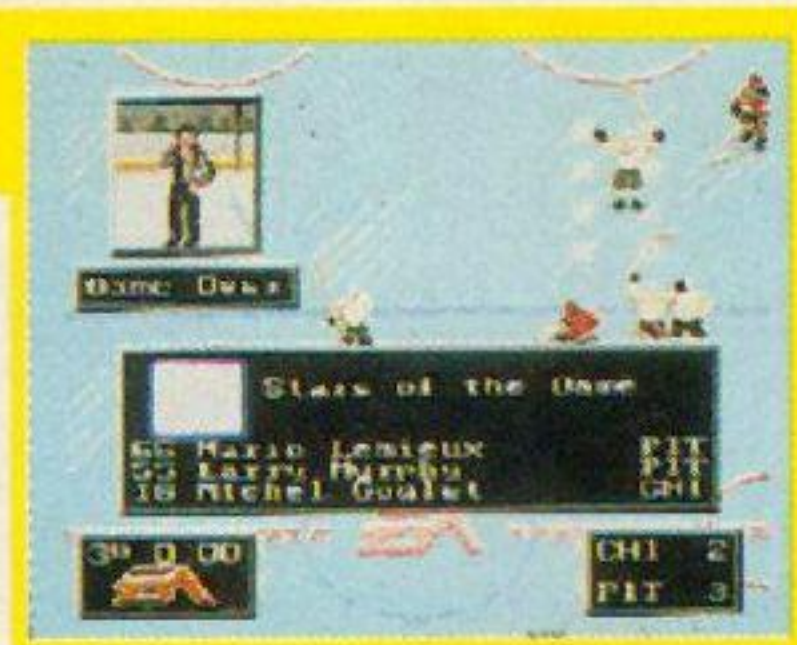 Game Over
Stars of the Game
66 Mario Lemieux PIT
55 Larry Murphy PIT
16 Michel Goulet CHI
3º 0 00
CHI 2
PIT 3